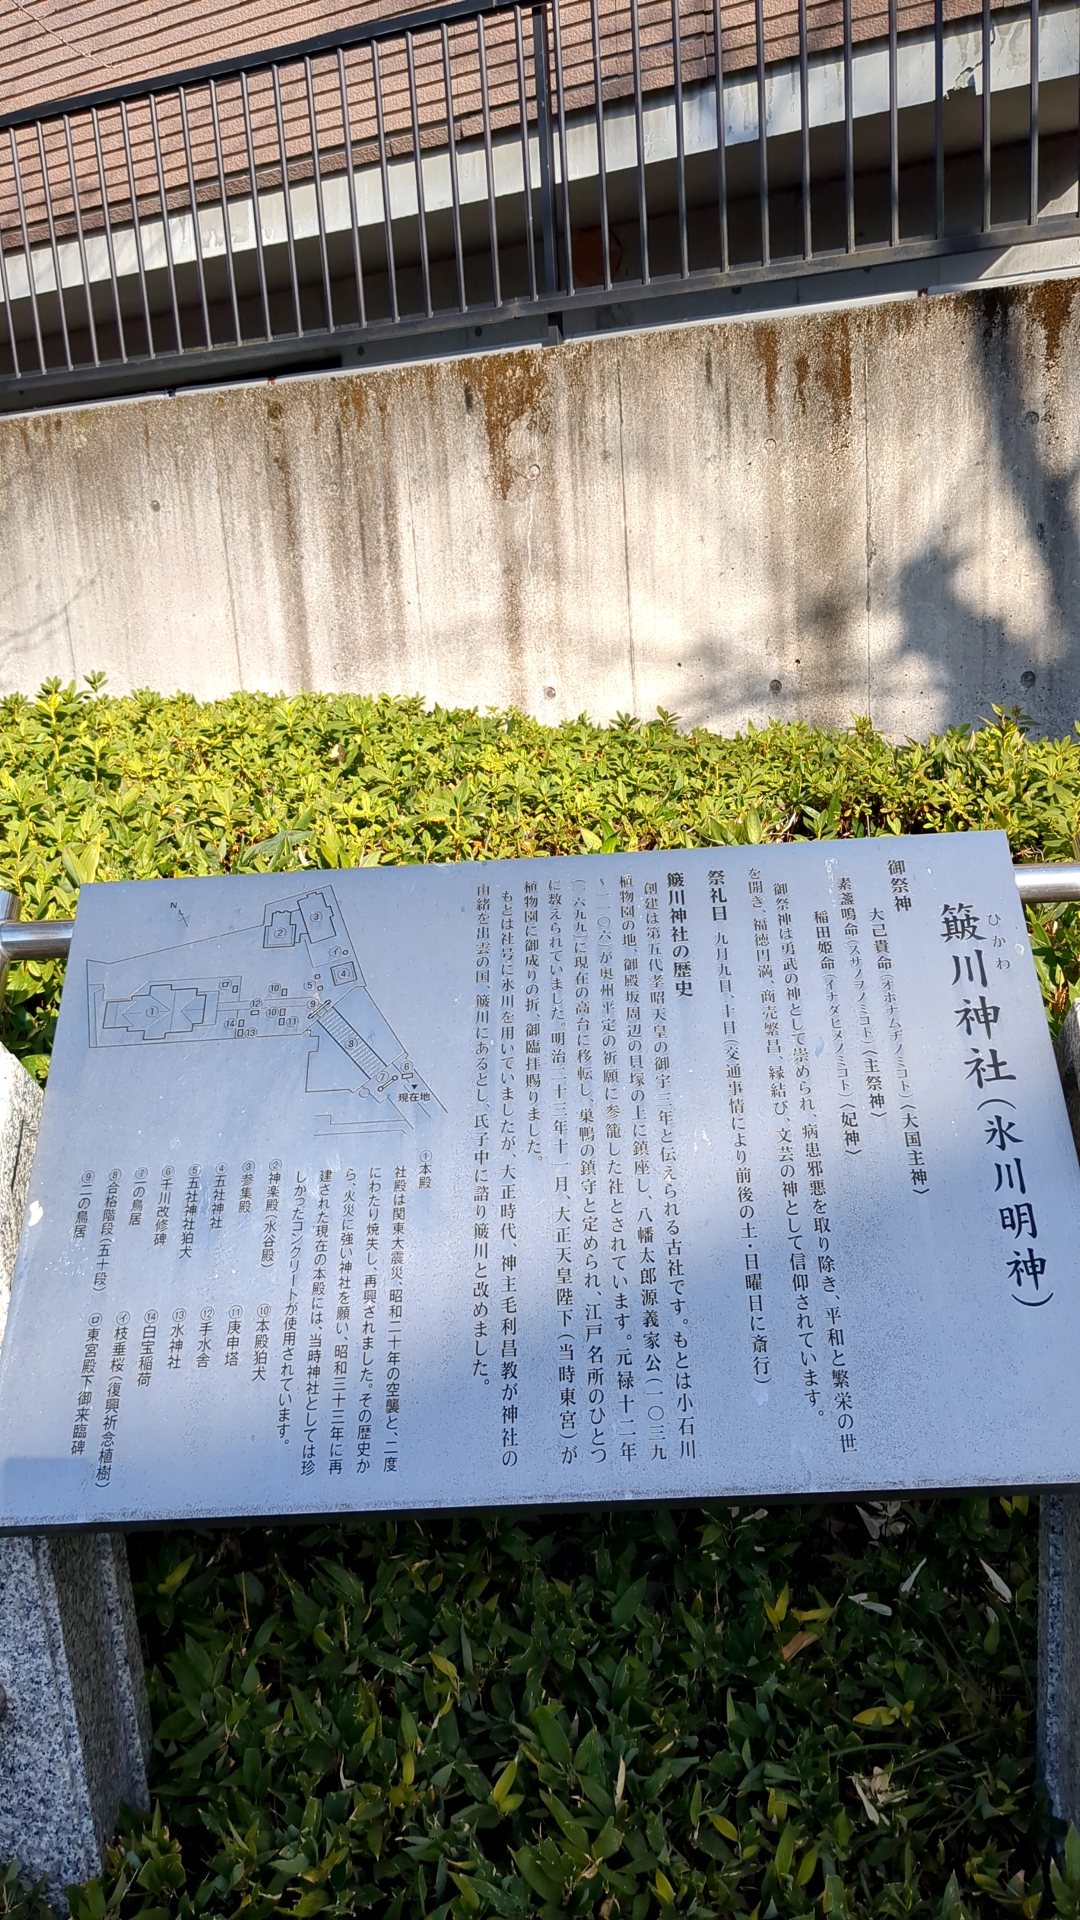 ひかわ
簸川神社(氷川明神)
御祭神
大己貴命(オホナムチノミコト)〈大国主神〉
素盞嗚命(スサノヲノミコト)〈主祭神〉
稲田姫命(イナダヒメノミコト)〈妃神〉
御祭神は勇武の神として崇められ、病患邪悪を取り除き、平和と繁栄の世
を開き、福徳円満、商売繁昌、縁結び、文芸の神として信仰されています。
祭礼日 九月九日、十日(交通事情により前後の土・日曜日に斎行)
簸川神社の歴史
創建は第五代孝昭天皇の御宇三年と伝えられる古社です。もとは小石川
植物園の地、御殿坂周辺の貝塚の上に鎮座し、八幡太郎源義家公(一〇三九
~一一〇六)が奥州平定の祈願に参籠した社とされています。元禄十二年
(一六九九)に現在の高台に移転し、巣鴨の鎮守と定められ、江戸名所のひとつ
に数えられていました。明治二十三年十一月、大正天皇陛下(当時東宮)が
植物園に御成りの折、御臨拝賜りました。
もとは社号に氷川を用いていましたが、大正時代、神主毛利昌教が神社の
由緒を出雲の国、簸川にあるとし、氏子中に諮り簸川と改めました。
N
①
②
③
④
⑤
⑥
⑦
⑧
⑨
⑩
⑩
⑪
⑫
⑬
⑭
イ
ロ
現在地
①本殿
社殿は関東大震災、昭和二十年の空襲と、二度
にわたり焼失し、再興されました。その歴史か
ら、火災に強い神社を願い、昭和三十三年に再
建された現在の本殿には、当時神社としては珍
しかったコンクリートが使用されています。
②神楽殿(水谷殿)
③参集殿
④五社神社
⑤五社神社狛犬
⑥千川改修碑
⑦一の鳥居
⑧合格階段(五十段)
⑨二の鳥居
⑩本殿狛犬
⑪庚申塔
⑫手水舎
⑬水神社
⑭白宝稲荷
イ枝垂桜(復興祈念植樹)
ロ東宮殿下御来臨碑